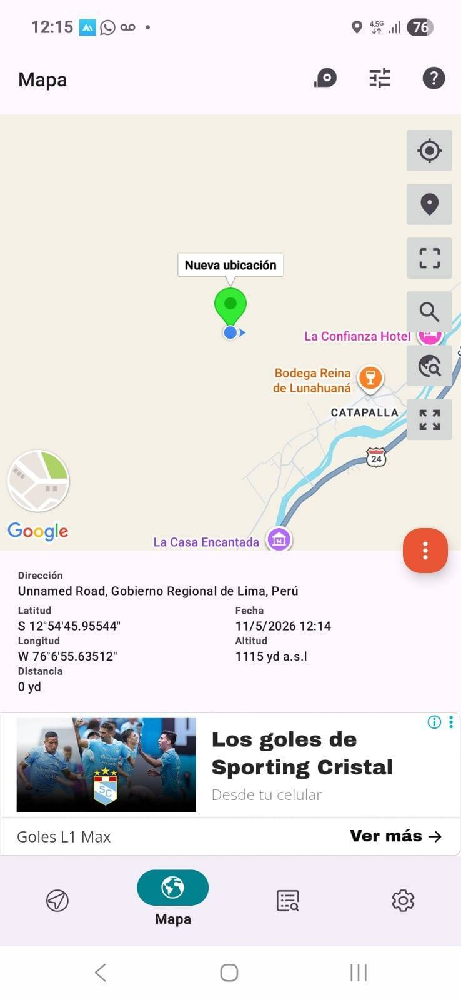 12:15
4.5G
76
Mapa
Nueva ubicación
La Confianza Hotel
Bodega Reina
de Lunahuaná
CATAPALLA
24
Google
La Casa Encantada
Dirección
Unnamed Road, Gobierno Regional de Lima, Perú
Latitud
S 12°54'45.95544"
Fecha
11/5/2026 12:14
Longitud
W 76°6'55.63512"
Altitud
1115 yd a.s.l
Distancia
0 yd
SC
Los goles de
Sporting Cristal
Desde tu celular
Goles L1 Max
Ver más →
Mapa